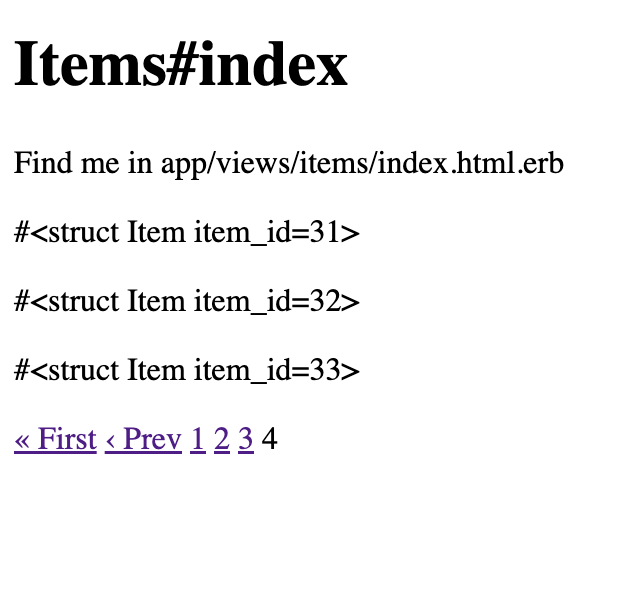 Items#index
Find me in app/views/items/index.html.erb
#<struct Item item_id=31>
#<struct Item item_id=32>
#<struct Item item_id=33>
« First ‹ Prev 1 2 3 4